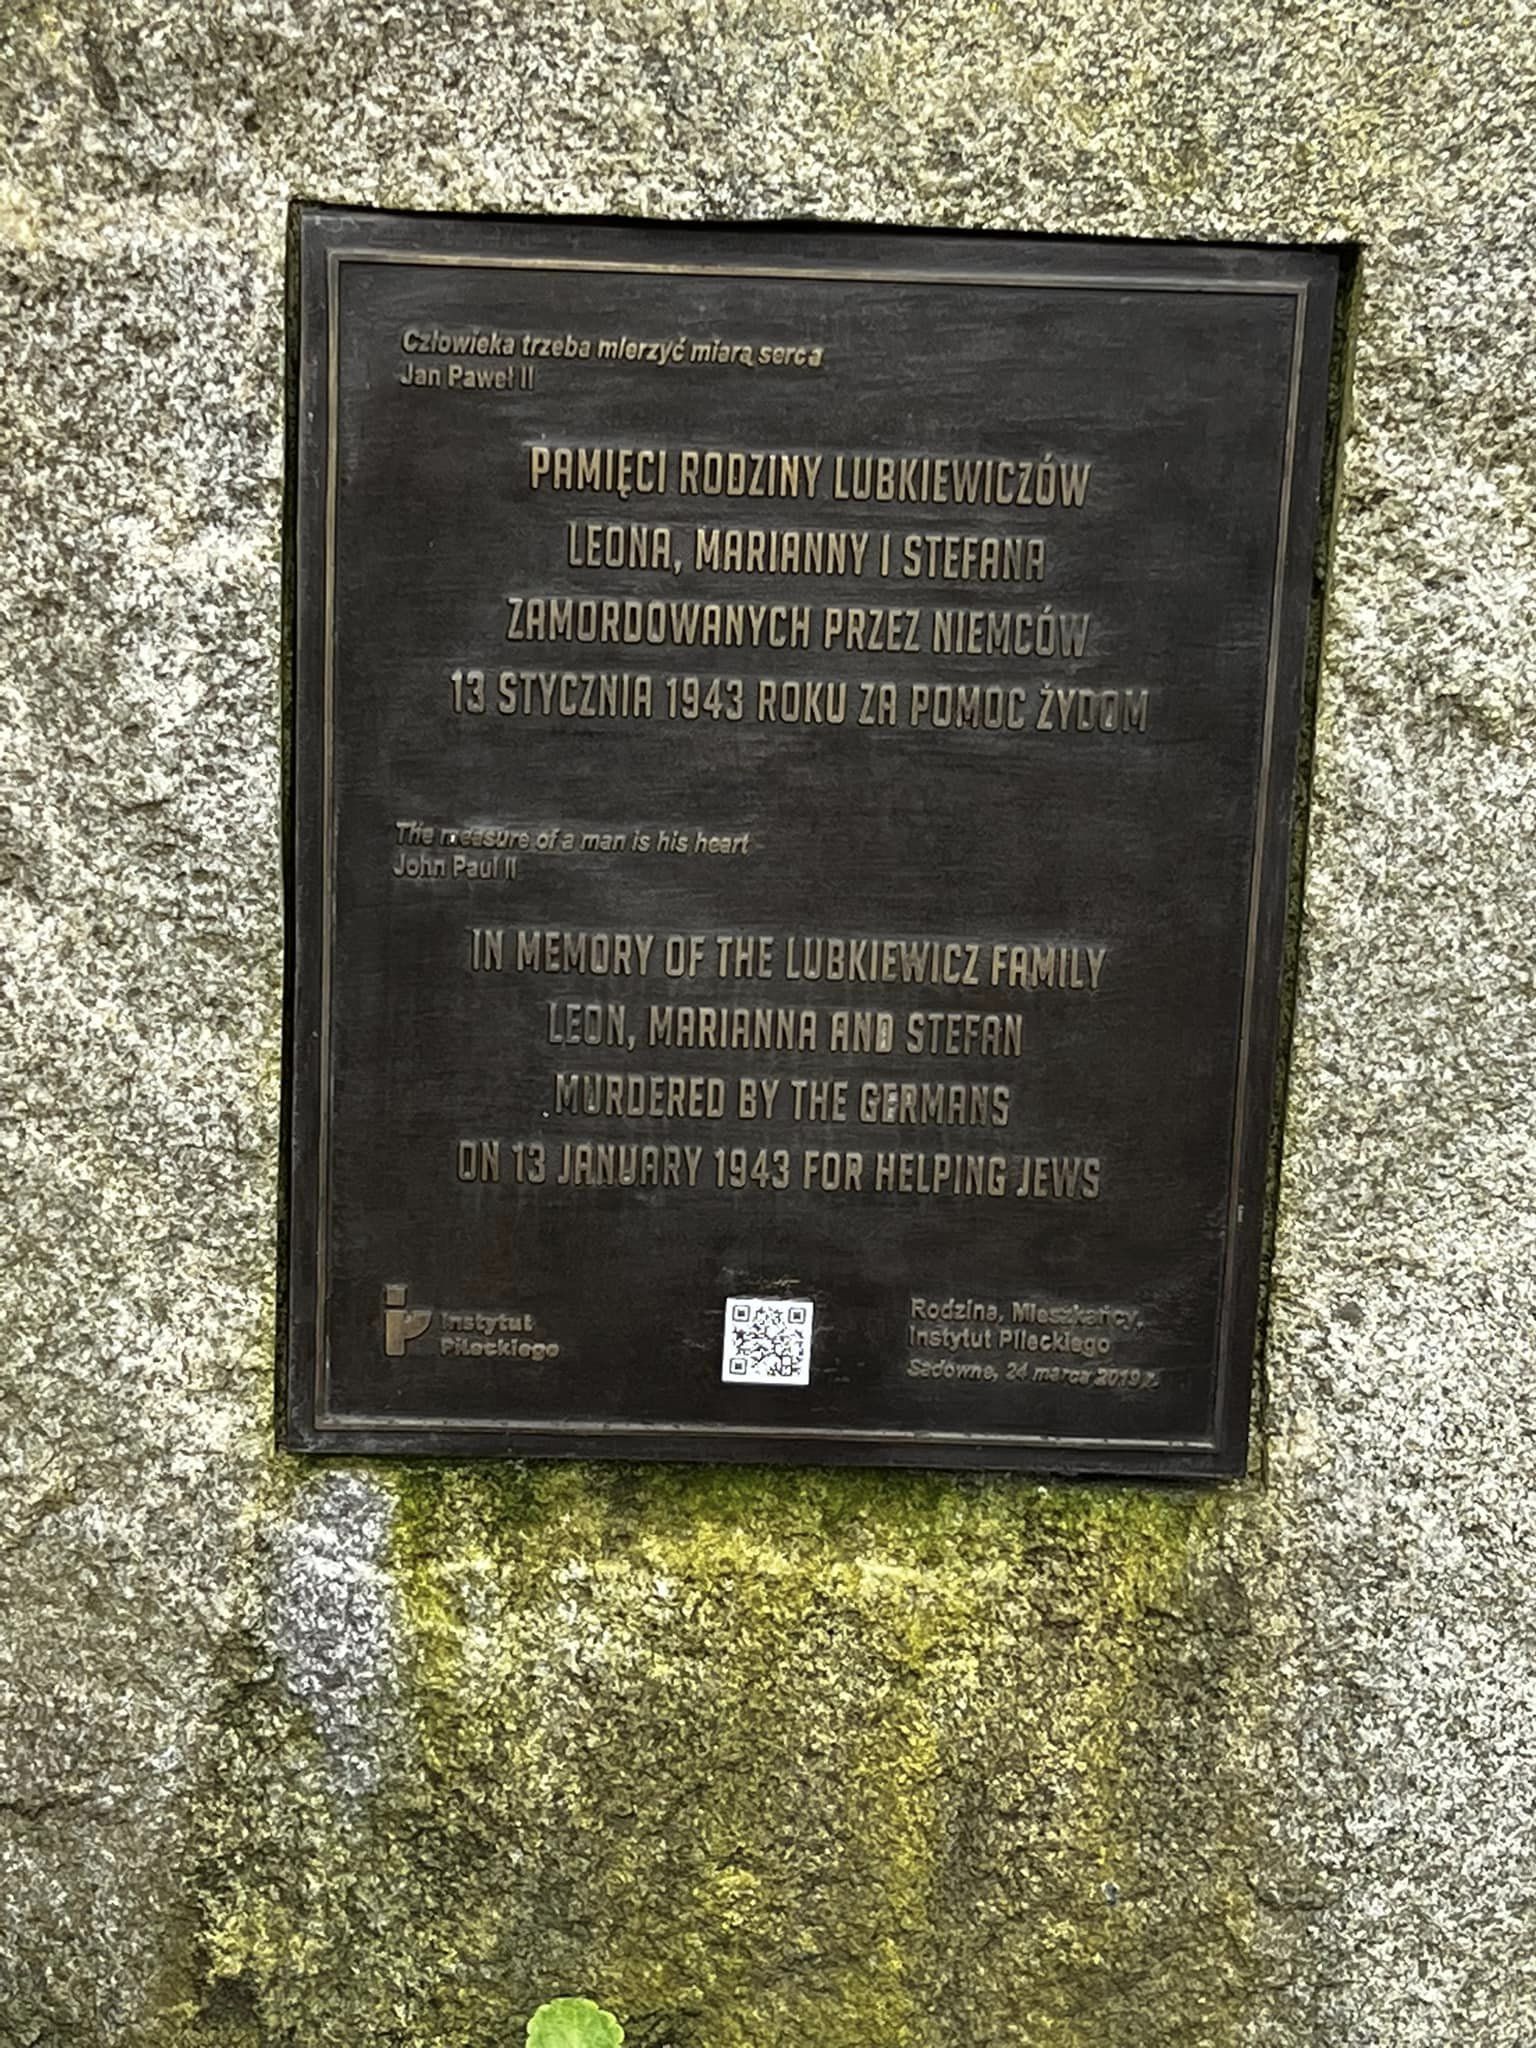 Człowieka trzeba mierzyć miarą serca
Jan Paweł II
PAMIĘCI RODZINY LUBKIEWICZÓW
LEONA, MARIANNY I STEFANA
ZAMORDOWANYCH PRZEZ NIEMCÓW
13 STYCZNIA 1943 ROKU ZA POMOC ŻYDOM
The measure of a man is his heart
John Paul II
IN MEMORY OF THE LUBKIEWICZ FAMILY
LEON, MARIANNA AND STEFAN
MURDERED BY THE GERMANS
ON 13 JANUARY 1943 FOR HELPING JEWS
Instytut
Pileckiego
Rodzina, Mieszkańcy,
Instytut Pileckiego
Sadowne, 24 marca 2019 r.